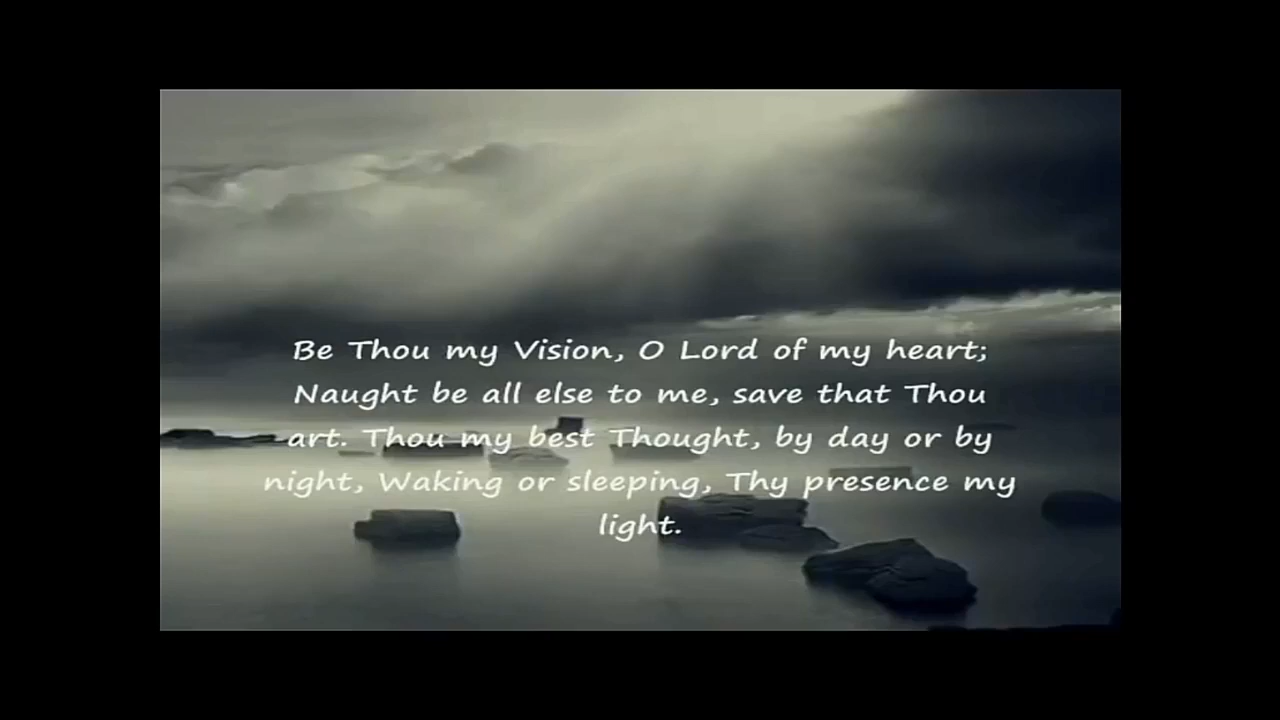 Be Thou my Vision, O Lord of my heart;
Naught be all else to me, save that Thou
art. Thou my best Thought, by day or by
night, Waking or sleeping, Thy presence my
light.